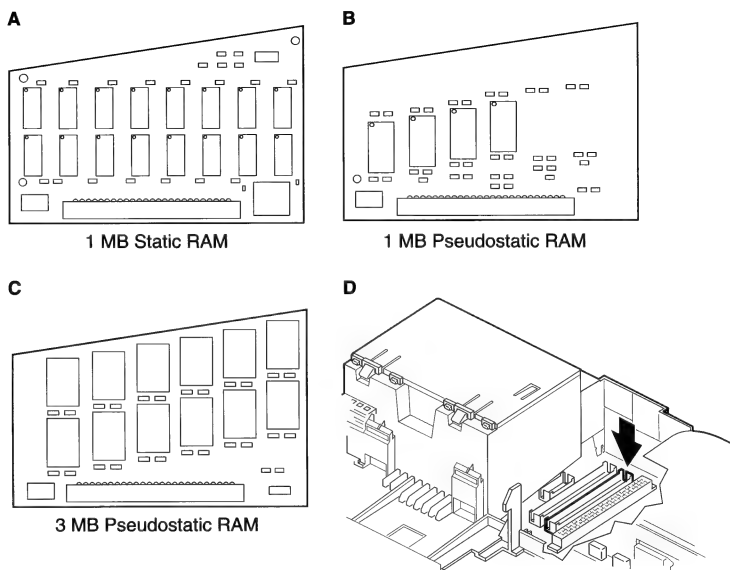 A
B
1 MB Static RAM
1 MB Pseudostatic RAM
C
D
3 MB Pseudostatic RAM